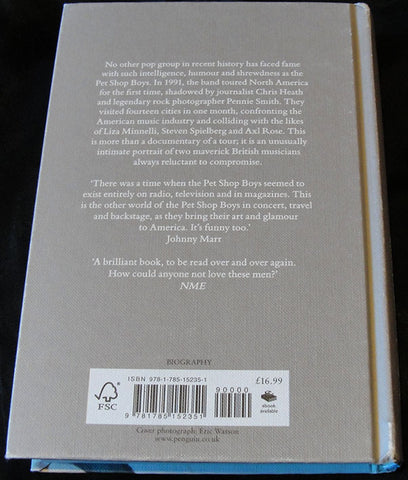 No other pop group in recent history has faced fame
with such intelligence, humour and shrewdness as the
Pet Shop Boys. In 1991, the band toured North America
for the first time, shadowed by journalist Chris Heath
and legendary rock photographer Pennie Smith. They
visited fourteen cities in one month, confronting
the American music industry and colliding with the likes
of Liza Minnelli, Steven Spielberg and Axl Rose. This
is more than a documentary of a tour; it is an unusually
intimate portrait of two maverick British musicians
always reluctant to compromise.
'There was a time when the Pet Shop Boys seemed to
exist entirely on radio, television and in magazines. This
is the other world of the Pet Shop Boys in concert, travel
and backstage, as they bring their art and glamour
to America. It's funny too.'
Johnny Marr
'A brilliant book, to be read over and over again.
How could anyone not love these men?'
NME
BIOGRAPHY
ISBN 978-1-785-15235-1
90000
£16.99
FSC
9 781785 152351
ebook
available
Cover photograph: Eric Watson
www.penguin.co.uk